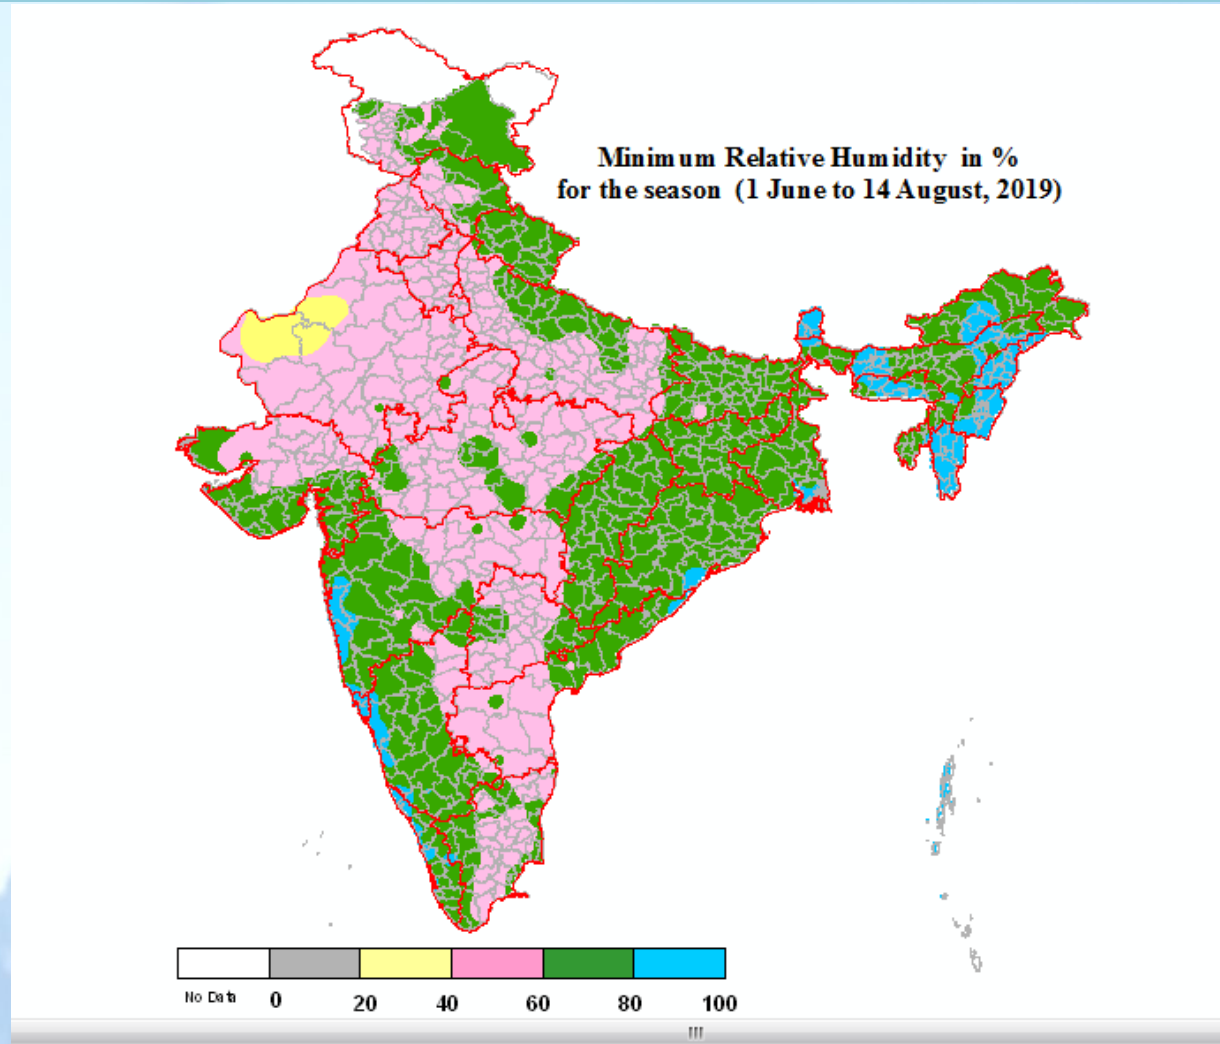 Minimum Relative Humidity in %
for the season (1 June to 14 August, 2019)
No Data 0 20 40 60 80 100